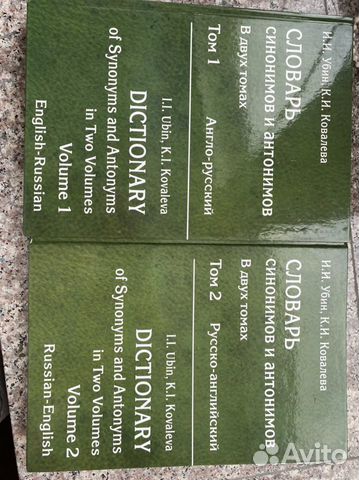 И.И. Убин, К.И. Ковалева
СЛОВАРЬ
СИНОНИМОВ И АНТОНИМОВ
В двух томах
Том 1 Англо-русский
I.I. Ubin, K.I. Kovaleva
DICTIONARY
of Synonyms and Antonyms
in Two Volumes
Volume 1
English-Russian
И.И. Убин, К.И. Ковалева
СЛОВАРЬ
СИНОНИМОВ И АНТОНИМОВ
В двух томах
Том 2 Русско-английский
I.I. Ubin, K.I. Kovaleva
DICTIONARY
of Synonyms and Antonyms
in Two Volumes
Volume 2
Russian-English
Avito